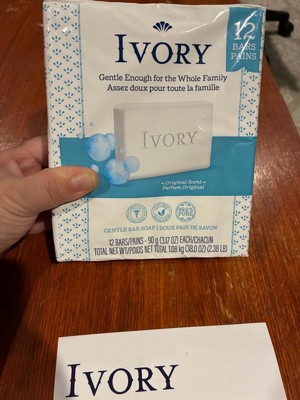 12
BARS
PAINS
IVORY
Gentle Enough for the Whole Family
Assez doux pour toute la famille
IVORY
Original Scent
Parfum Original
GENTLE BAR SOAP | DOUX PAIN DE SAVON
12 BARS/PAINS - 90 g (3.17 OZ) EACH/CHACUN
TOTAL NET WT/POIDS NET TOTAL 1.08 kg (38.0 OZ) (2.38 LB)
IVORY